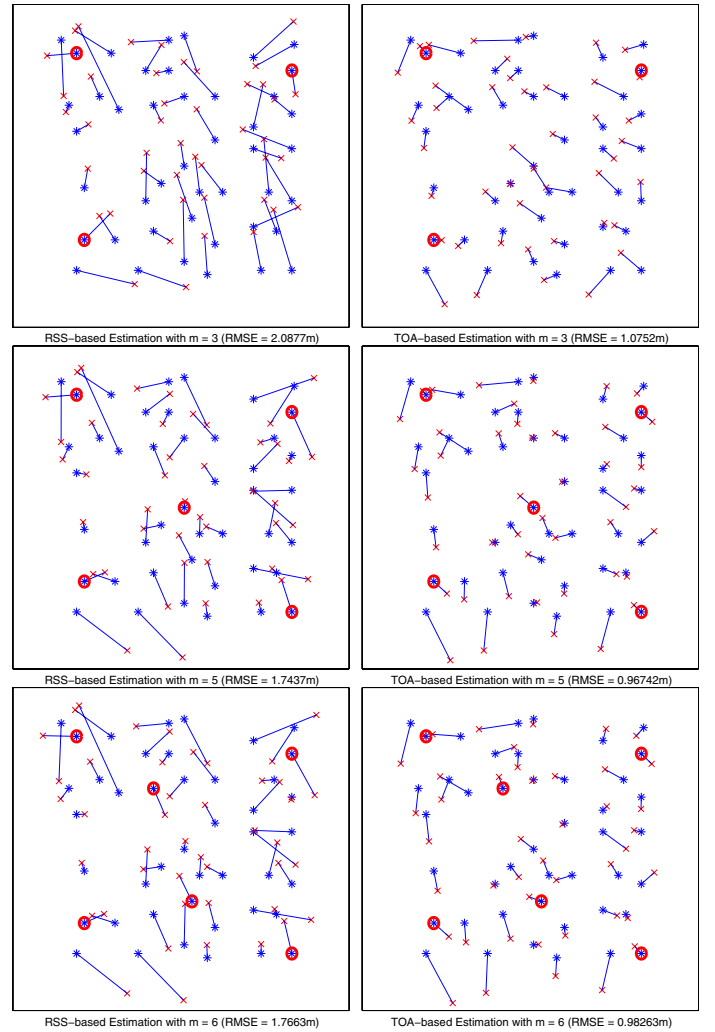 RSS-based Estimation with m = 3 (RMSE = 2.0877m)
TOA-based Estimation with m = 3 (RMSE = 1.0752m)
RSS-based Estimation with m = 5 (RMSE = 1.7437m)
TOA-based Estimation with m = 5 (RMSE = 0.96742m)
RSS-based Estimation with m = 6 (RMSE = 1.7663m)
TOA-based Estimation with m = 6 (RMSE = 0.98263m)